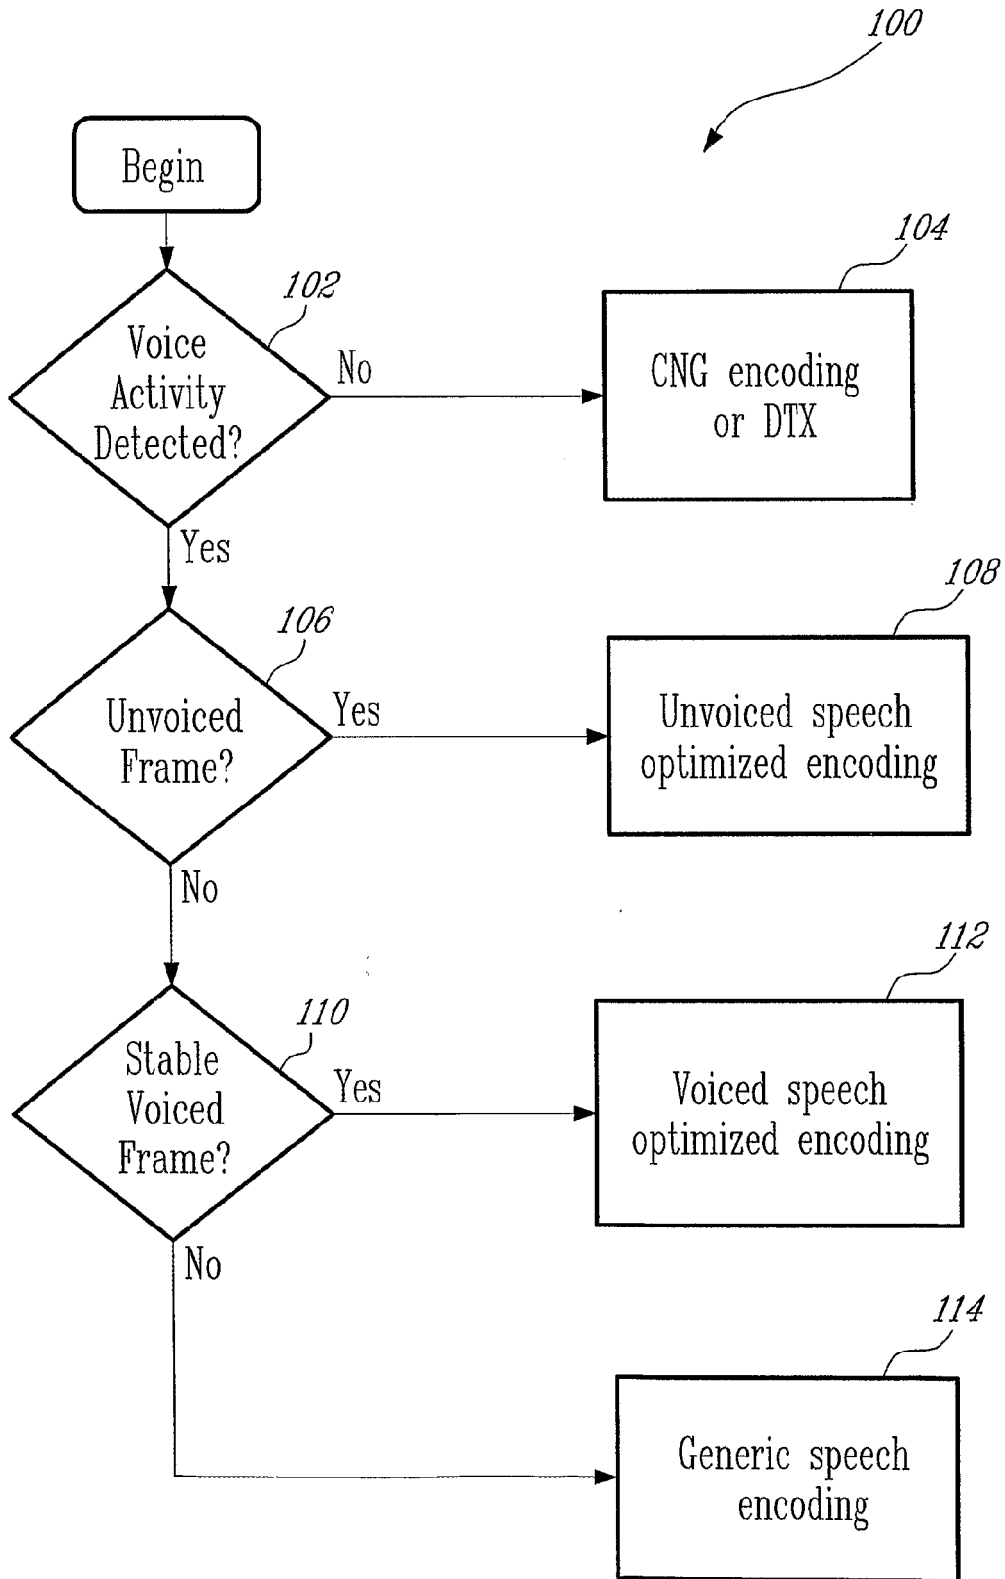 100
Begin
102
Voice
Activity
Detected?
No
104
CNG encoding
or DTX
Yes
106
Unvoiced
Frame?
Yes
108
Unvoiced speech
optimized encoding
No
110
Stable
Voiced
Frame?
Yes
112
Voiced speech
optimized encoding
No
114
Generic speech
encoding